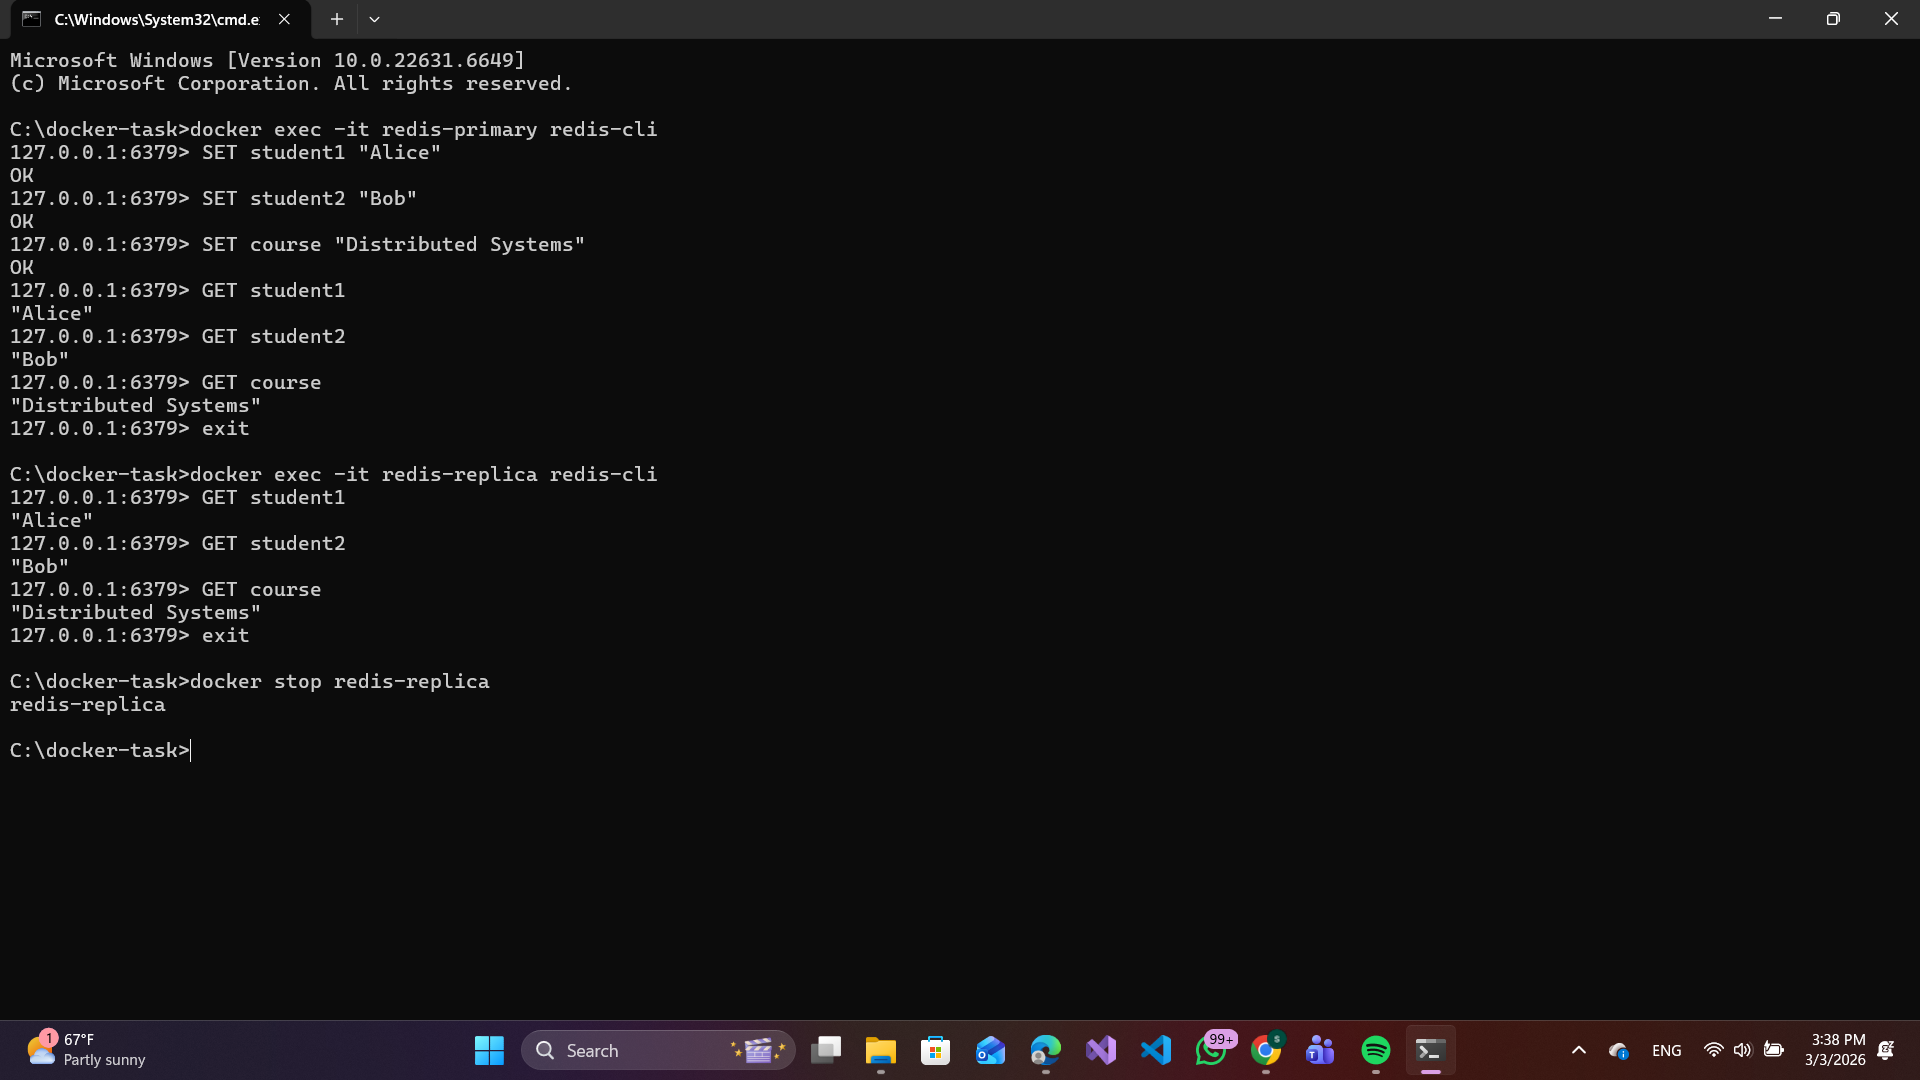 C:\Windows\System32\cmd.e
Microsoft Windows [Version 10.0.22631.6649]
(c) Microsoft Corporation. All rights reserved.
C:\docker-task>docker exec -it redis-primary redis-cli
127.0.0.1:6379> SET student1 "Alice"
OK
127.0.0.1:6379> SET student2 "Bob"
OK
127.0.0.1:6379> SET course "Distributed Systems"
OK
127.0.0.1:6379> GET student1
"Alice"
127.0.0.1:6379> GET student2
"Bob"
127.0.0.1:6379> GET course
"Distributed Systems"
127.0.0.1:6379> exit
C:\docker-task>docker exec -it redis-replica redis-cli
127.0.0.1:6379> GET student1
"Alice"
127.0.0.1:6379> GET student2
"Bob"
127.0.0.1:6379> GET course
"Distributed Systems"
127.0.0.1:6379> exit
C:\docker-task>docker stop redis-replica
redis-replica
C:\docker-task>
1
67°F
Partly sunny
Search
99+
ENG
3:38 PM
3/3/2026